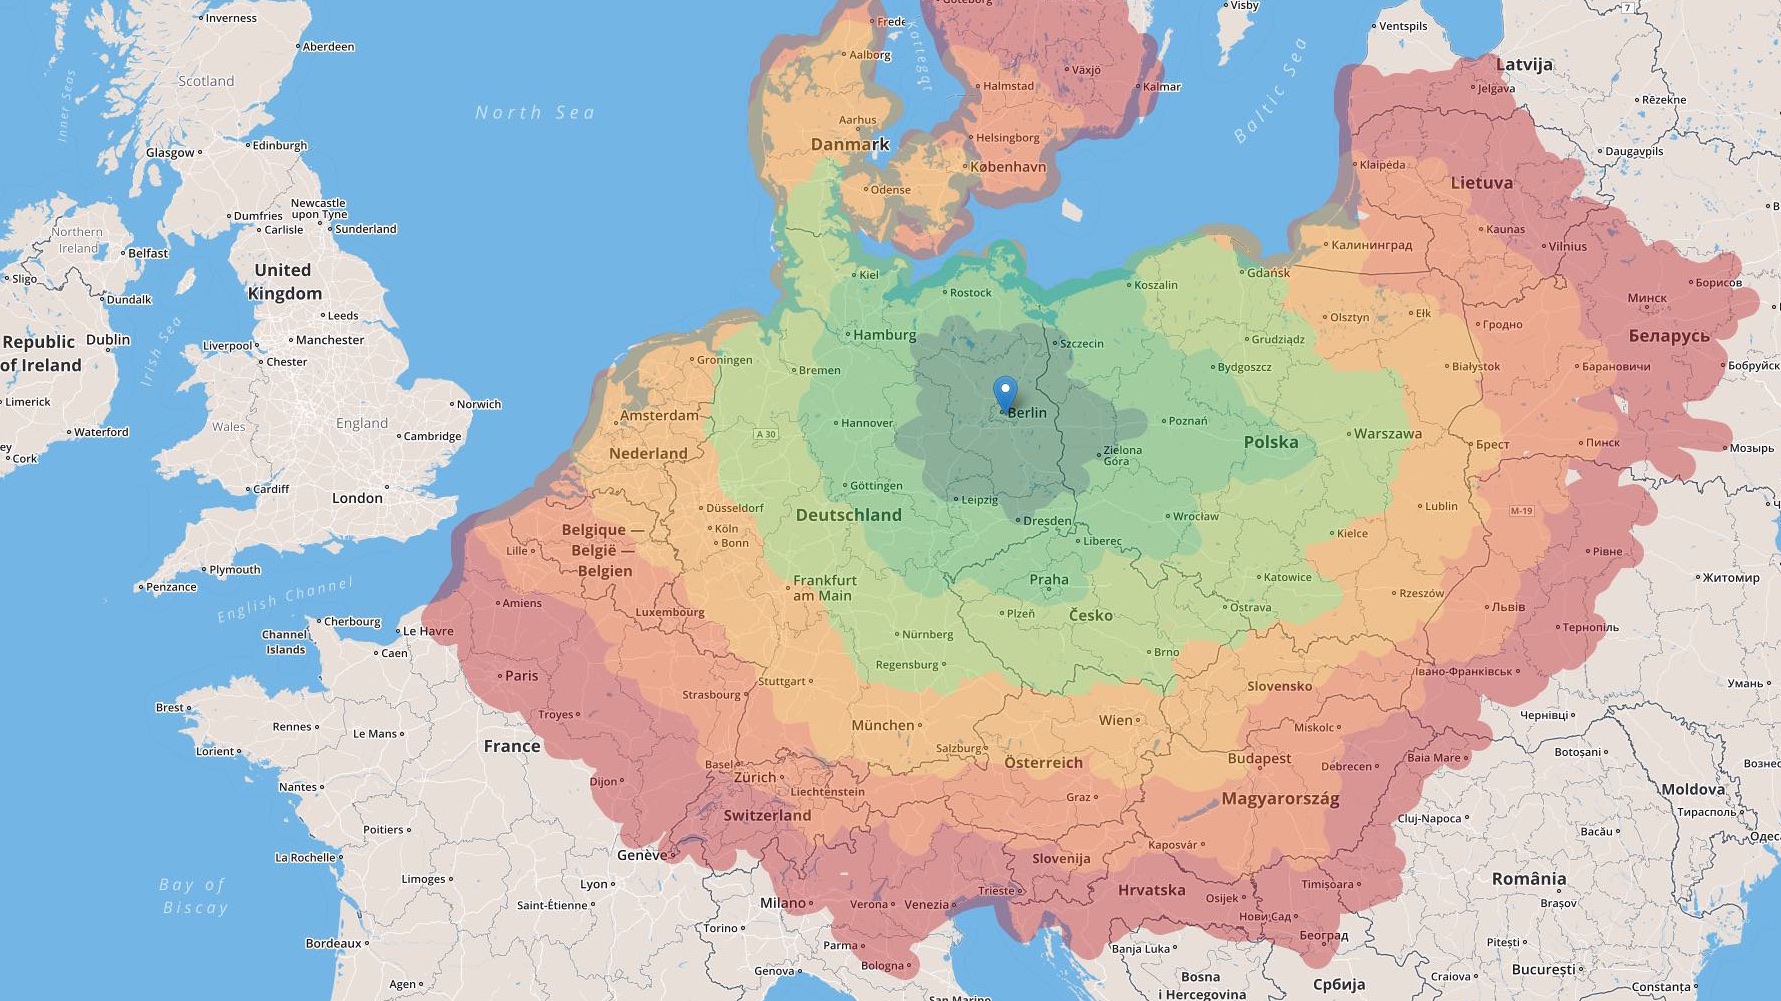 Inverness
Aberdeen
Scotland
Inner Seas
North Sea
Glasgow
Edinburgh
Newcastle
upon Tyne
Dumfries
Carlisle
Sunderland
Northern
Ireland
Belfast
Sligo
United
Kingdom
Dundalk
Leeds
Republic
of Ireland
Dublin
Irish Sea
Liverpool
Manchester
Chester
Limerick
Waterford
Cork
Norwich
Wales
England
Cambridge
Cardiff
London
Plymouth
Penzance
English Channel
Channel
Islands
Cherbourg
Le Havre
Caen
Brest
Rennes
Le Mans
Lorient
Nantes
France
Poitiers
La Rochelle
Limoges
Bay of
Biscay
Bordeaux
Agen
Lyon
Saint-Étienne
Genève
Amiens
Paris
Troyes
Dijon
Lille
Belgique —
België —
Belgien
Luxembourg
Strasbourg
Göteborg
Visby
7
Ventspils
Frede
Kattegat
Aalborg
Växjö
Halmstad
Kalmar
Aarhus
Danmark
Helsingborg
København
Odense
Baltic Sea
Latvija
Jelgava
Rēzekne
Daugavpils
Klaipėda
Lietuva
Kaunas
Vilnius
Калининград
Kiel
Rostock
Koszalin
Gdańsk
Hamburg
Szczecin
Olsztyn
Ełk
Grudziądz
Bydgoszcz
Гродно
Минск
Борисов
Беларусь
Białystok
Барановичи
Бобруйск
Groningen
Bremen
Amsterdam
Nederland
Hannover
A 30
Berlin
Poznań
Zielona
Góra
Polska
Warszawa
Брест
Пинск
Мозырь
Düsseldorf
Köln
Bonn
Göttingen
Leipzig
Deutschland
Dresden
Wrocław
Liberec
Lublin
M-19
Kielce
Рівне
Житомир
Frankfurt
am Main
Praha
Katowice
Rzeszów
Plzeň
Česko
Ostrava
Львів
Тернопіль
Nürnberg
Regensburg
Brno
Stuttgart
Slovensko
Івано-Франківськ
Умань
München
Wien
Miskolc
Чернівці
Salzburg
Österreich
Budapest
Debrecen
Baia Mare
Botoșani
Basel
Zürich
Liechtenstein
Graz
Magyarország
Moldova
Switzerland
Тирасполь
Cluj-Napoca
Bacău
Kaposvár
Slovenija
Trieste
Hrvatska
Timișoara
România
Milano
Verona
Venezia
Osijek
Нови Сад
Brașov
Torino
Parma
Београд
Banja Luka
Pitești
Genova
Bologna
Bosna
i Hercegovina
Србија
Craiova
București
Constanța